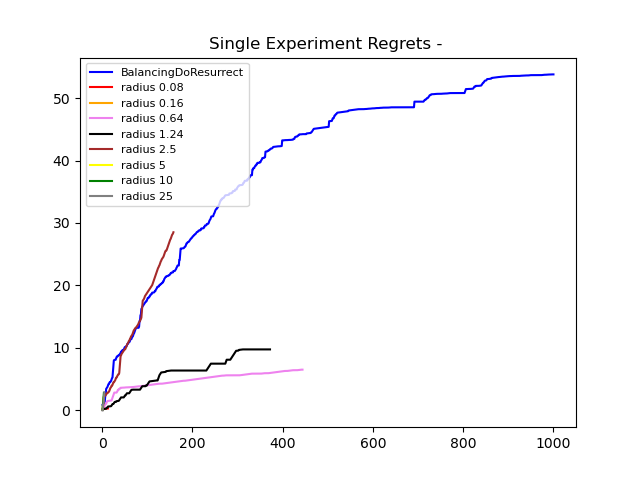 Single Experiment Regrets -
BalancingDoResurrect
radius 0.08
radius 0.16
radius 0.64
radius 1.24
radius 2.5
radius 5
radius 10
radius 25
50
40
30
20
10
0
0 200 400 600 800 1000